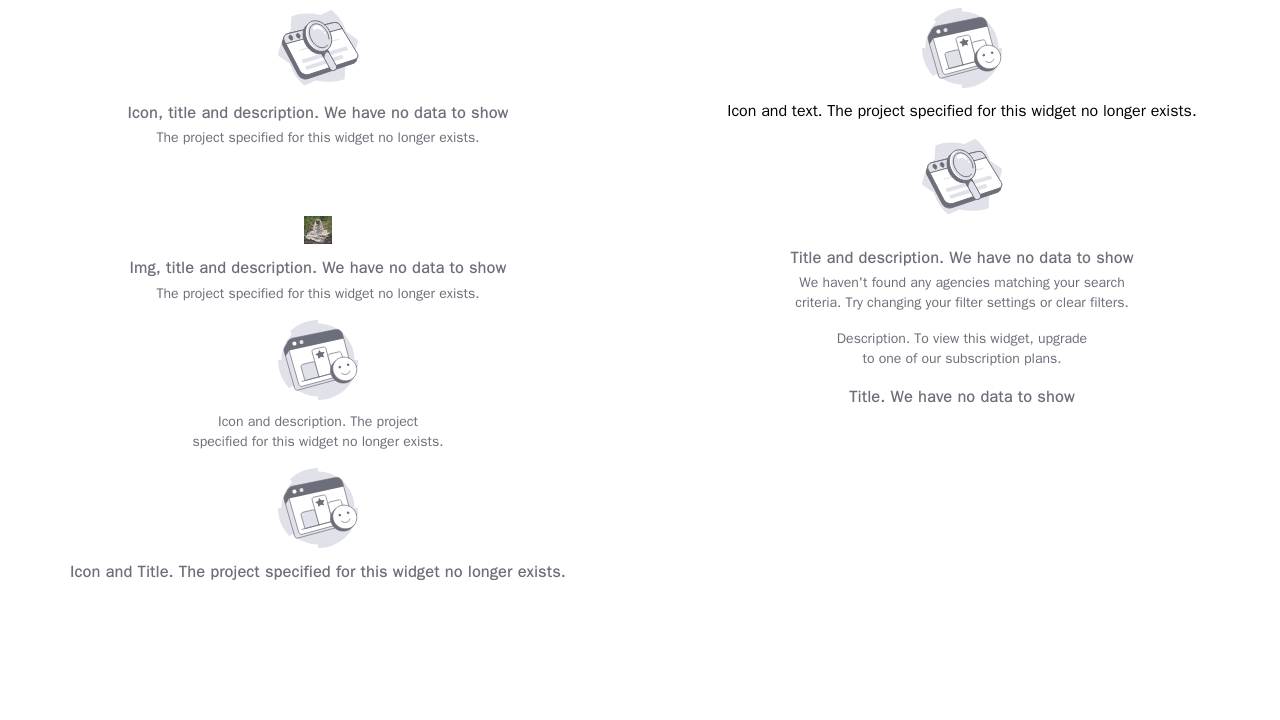 Icon, title and description. We have no data to show
The project specified for this widget no longer exists.
Img, title and description. We have no data to show
The project specified for this widget no longer exists.
Icon and description. The project
specified for this widget no longer exists.
Icon and Title. The project specified for this widget no longer exists.
Icon and text. The project specified for this widget no longer exists.
Title and description. We have no data to show
We haven't found any agencies matching your search
criteria. Try changing your filter settings or clear filters.
Description. To view this widget, upgrade
to one of our subscription plans.
Title. We have no data to show